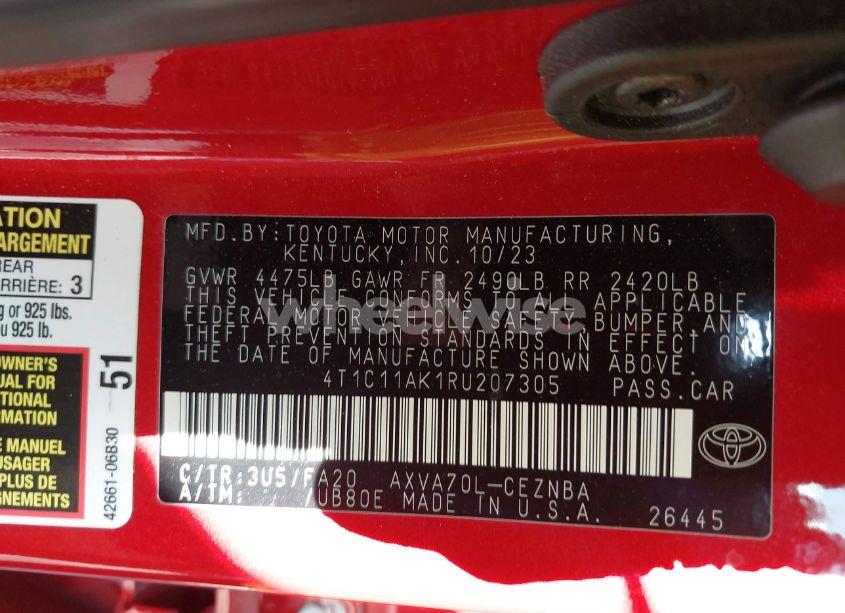 ATION
ARGEMENT
REAR
ARRIÈRE: 3
g or 925 lbs.
u 925 lb.
OWNER'S
UAL FOR
TIONAL
MATION
E MANUEL
USAGER
PLUS DE
GNEMENTS
51
42661-06B30
MFD.BY:TOYOTA MOTOR MANUFACTURING,
KENTUCKY, INC. 10/23
GVWR 4475LB GAWR FR 2490LB RR 2420LB
THIS VEHICLE CONFORMS TO ALL APPLICABLE
FEDERAL MOTOR VEHICLE SAFETY, BUMPER, AND
THEFT PREVENTION STANDARDS IN EFFECT ON
THE DATE OF MANUFACTURE SHOWN ABOVE.
4T1C11AK1RU207305 PASS.CAR
C/TR:3U5/FA20 AXVA70L-CEZNBA
A/TM: /UB80E MADE IN U.S.A. 26445
wheelwise